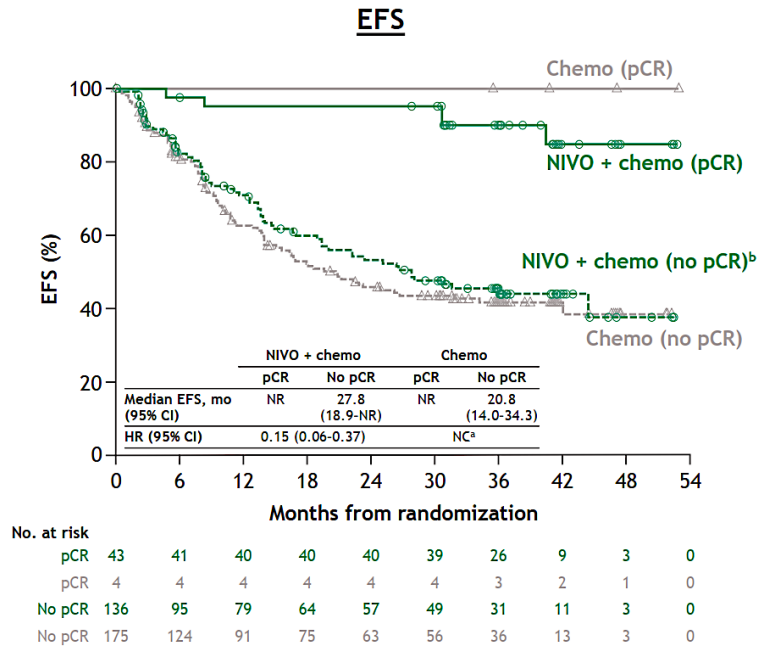 EFS
Chemo (pCR)
NIVO + chemo (pCR)
NIVO + chemo (no pCR)ᵇ
Chemo (no pCR)
EFS (%)
100
80
60
40
20
0
NIVO + chemo Chemo
pCR No pCR pCR No pCR
Median EFS, mo NR 27.8 NR 20.8
(95% CI) (18.9-NR) (14.0-34.3)
HR (95% CI) 0.15 (0.06-0.37) NCᵃ
0 6 12 18 24 30 36 42 48 54
Months from randomization
No. at risk
pCR 43 41 40 40 40 39 26 9 3 0
pCR 4 4 4 4 4 4 3 2 1 0
No pCR 136 95 79 64 57 49 31 11 3 0
No pCR 175 124 91 75 63 56 36 13 3 0